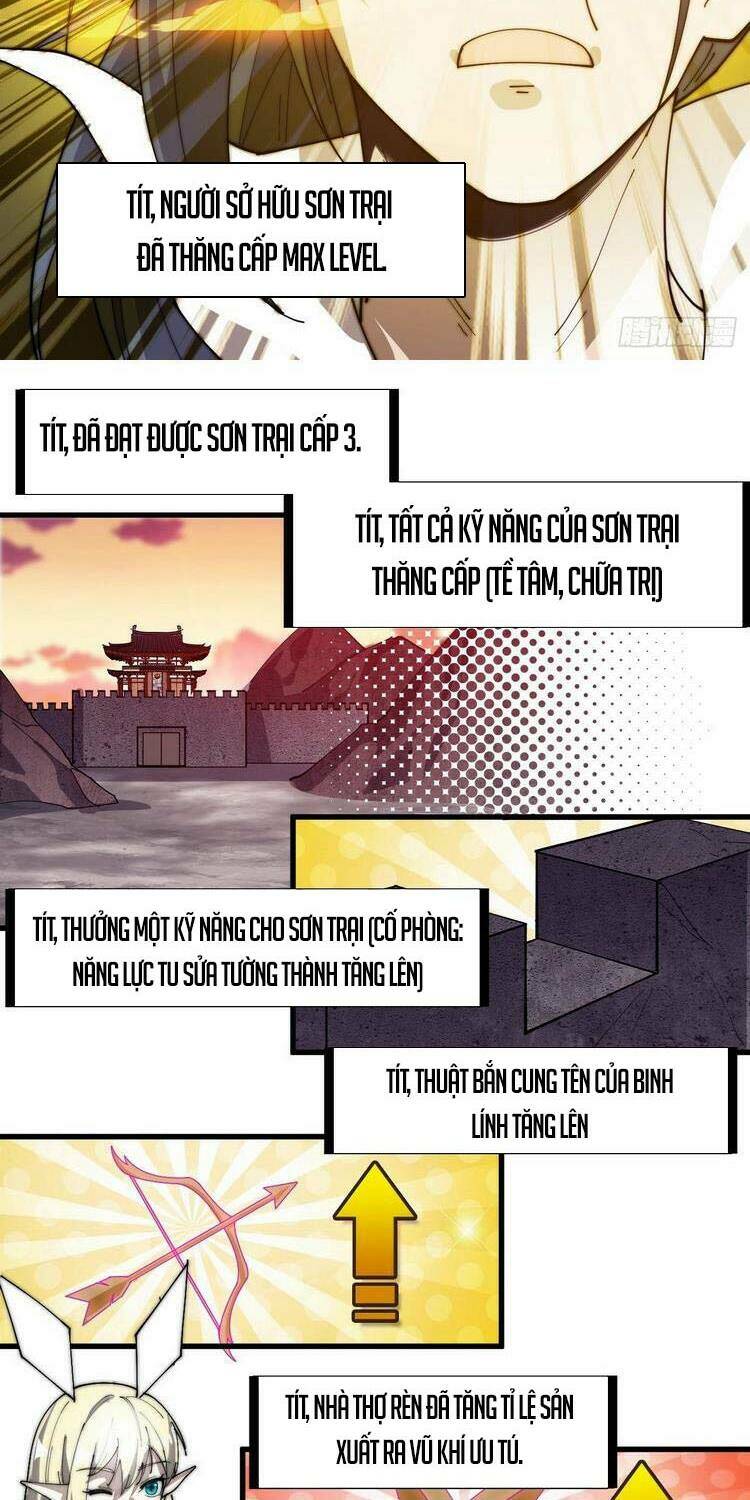 TÍT, NGƯỜI SỞ HỮU SƠN TRẠI
ĐÃ THĂNG CẤP MAX LEVEL.
腾讯动漫
TÍT, ĐÃ ĐẠT ĐƯỢC SƠN TRẠI CẤP 3.
TÍT, TẤT CẢ KỸ NĂNG CỦA SƠN TRẠI
THĂNG CẤP (TỀ TÂM, CHỮA TRỊ)
TÍT, THƯỞNG MỘT KỸ NĂNG CHO SƠN TRẠI (CỐ PHÒNG:
NĂNG LỰC TU SỬA TƯỜNG THÀNH TĂNG LÊN)
TÍT, THUẬT BẮN CUNG TÊN CỦA BINH
LÍNH TĂNG LÊN
TÍT, NHÀ THỢ RÈN ĐÃ TĂNG TỈ LỆ SẢN
XUẤT RA VŨ KHÍ ƯU TÚ.